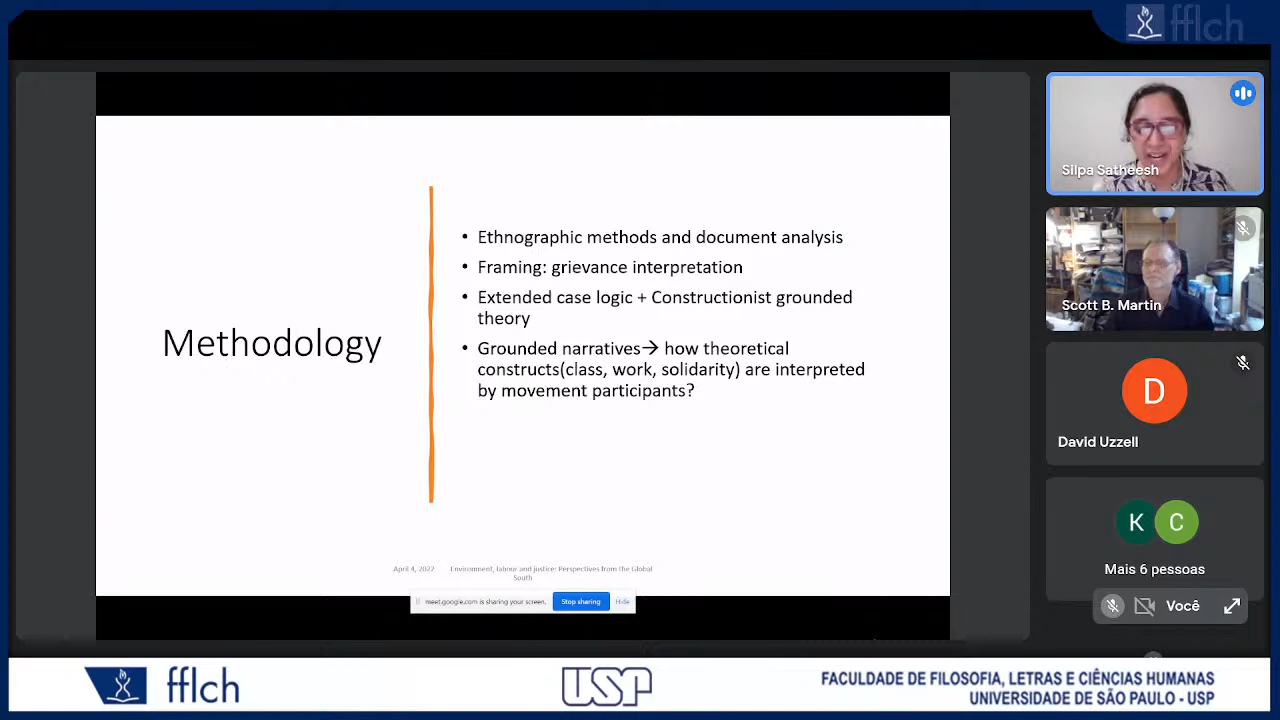 fflch
Methodology
• Ethnographic methods and document analysis
• Framing: grievance interpretation
• Extended case logic + Constructionist grounded
theory
• Grounded narratives→ how theoretical
constructs(class, work, solidarity) are interpreted
by movement participants?
April 4, 2022
Environment, labour and justice: Perspectives from the Global
South
meet.google.com is sharing your screen.
Stop sharing
Hide
Silpa Satheesh
Scott B. Martin
D
David Uzzell
K
C
Mais 6 pessoas
Você
fflch
USP
FACULDADE DE FILOSOFIA, LETRAS E CIÊNCIAS HUMANAS
UNIVERSIDADE DE SÃO PAULO - USP